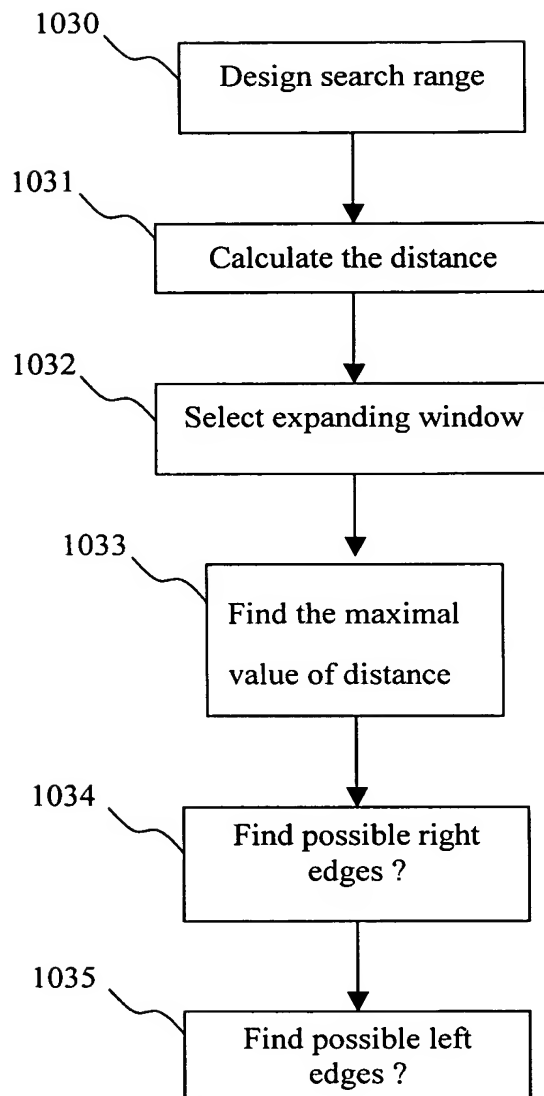 1030
Design search range
1031
Calculate the distance
1032
Select expanding window
1033
Find the maximal
value of distance
1034
Find possible right
edges ?
1035
Find possible left
edges ?